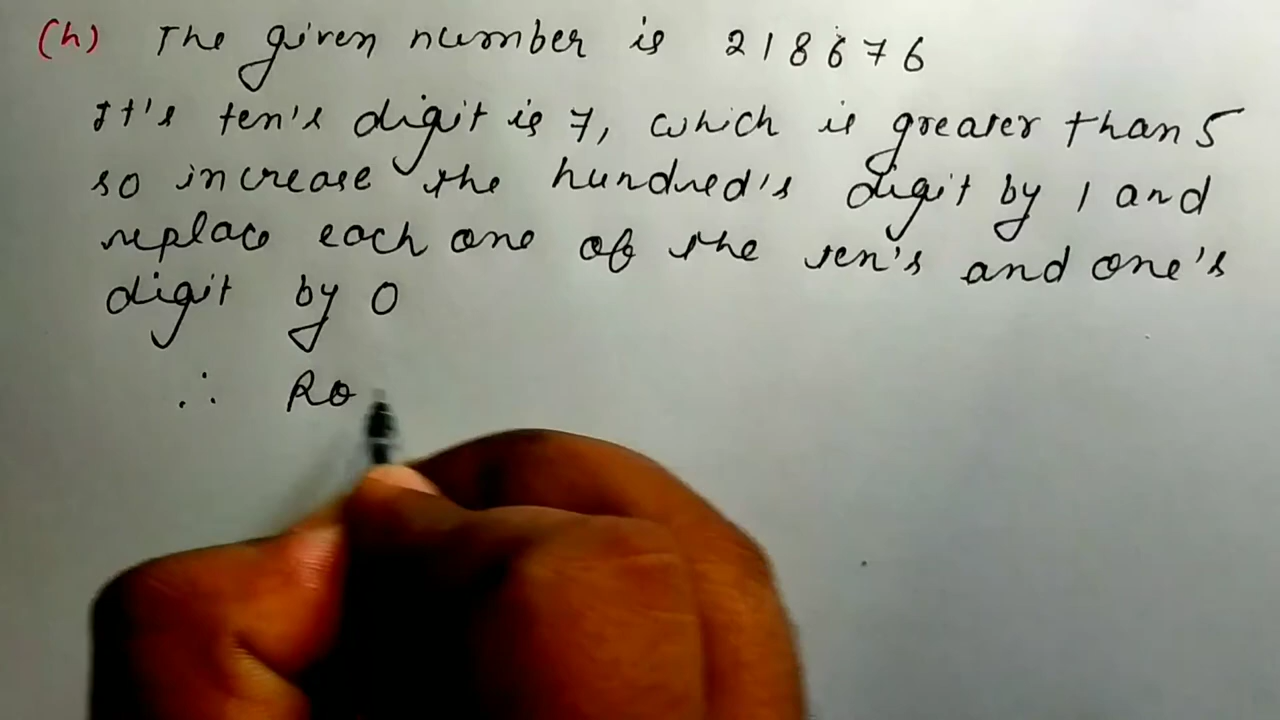 (h) The given number is 218676
It's ten's digit is 7, which is greater than 5
so increase the hundred's digit by 1 and
replace each one of the ten's and one's
digit by 0
∴ Ro